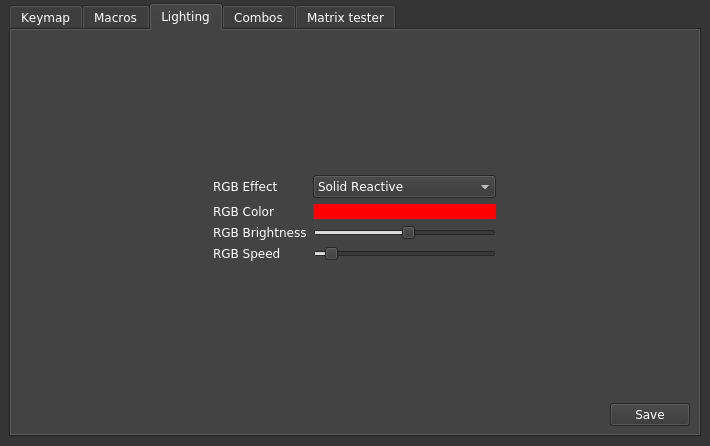 Keymap Macros Lighting Combos Matrix tester
RGB Effect Solid Reactive
RGB Color
RGB Brightness
RGB Speed
Save